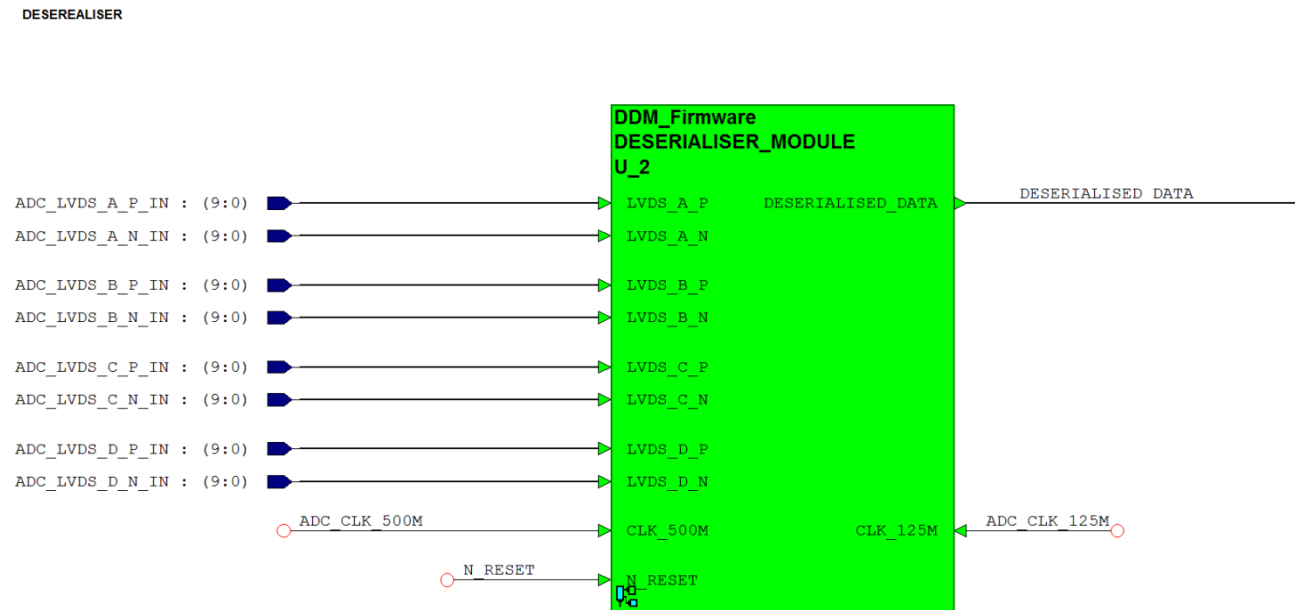 DESEREALISER
DDM_Firmware
DESERIALISER_MODULE
U_2
ADC_LVDS_A_P_IN : (9:0) LVDS_A_P DESERIALISED_DATA DESERIALISED DATA
ADC_LVDS_A_N_IN : (9:0) LVDS_A_N
ADC_LVDS_B_P_IN : (9:0) LVDS_B_P
ADC_LVDS_B_N_IN : (9:0) LVDS_B_N
ADC_LVDS_C_P_IN : (9:0) LVDS_C_P
ADC_LVDS_C_N_IN : (9:0) LVDS_C_N
ADC_LVDS_D_P_IN : (9:0) LVDS_D_P
ADC_LVDS_D_N_IN : (9:0) LVDS_D_N
ADC_CLK_500M CLK_500M CLK_125M ADC_CLK_125M
N_RESET N_RESET